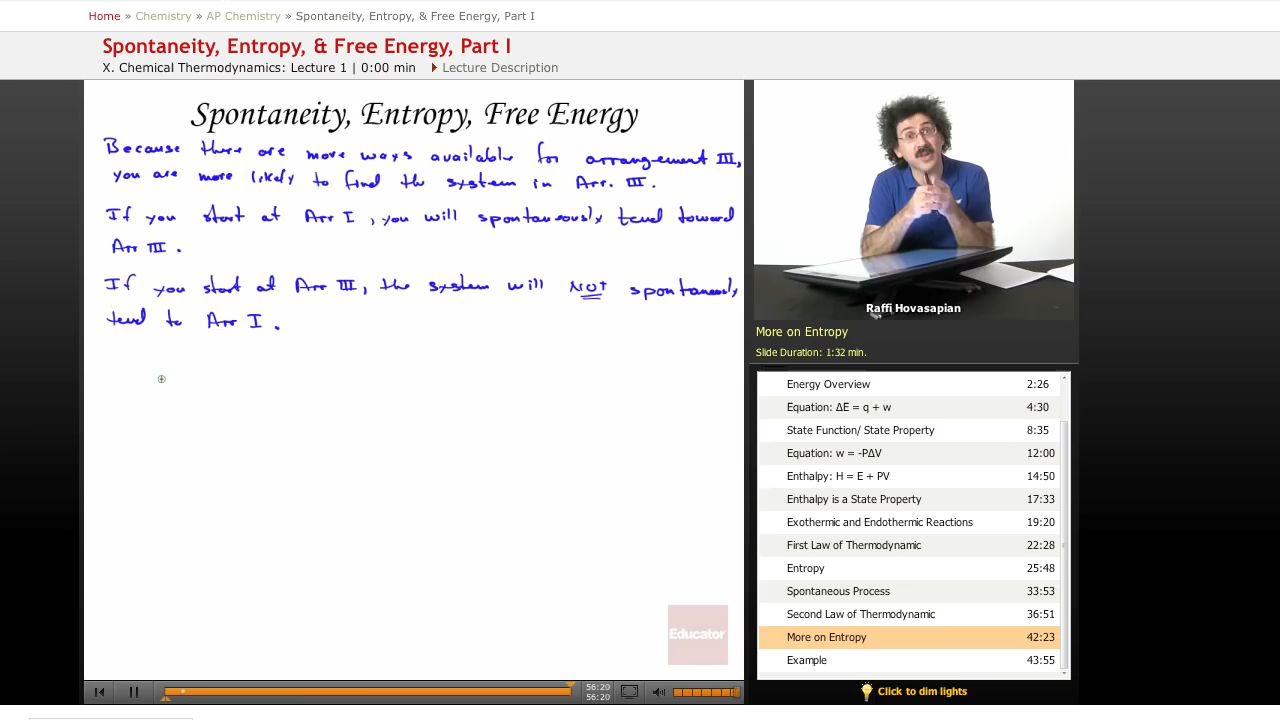 Home » Chemistry » AP Chemistry » Spontaneity, Entropy, & Free Energy, Part I
Spontaneity, Entropy, & Free Energy, Part I
X. Chemical Thermodynamics: Lecture 1 | 0:00 min Lecture Description
Spontaneity, Entropy, Free Energy
Because there are more ways available for arrangement III,
you are more likely to find the system in Arr. III.
If you start at Arr I, you will spontaneously tend toward
Arr III.
If you start at Arr III, the system will NOT spontaneously
tend to Arr I.
Educator
56:20
56:20
Raffi Hovasapian
More on Entropy
Slide Duration: 1:32 min.
Energy Overview 2:26
Equation: ΔE = q + w 4:30
State Function/ State Property 8:35
Equation: w = -PΔV 12:00
Enthalpy: H = E + PV 14:50
Enthalpy is a State Property 17:33
Exothermic and Endothermic Reactions 19:20
First Law of Thermodynamic 22:28
Entropy 25:48
Spontaneous Process 33:53
Second Law of Thermodynamic 36:51
More on Entropy 42:23
Example 43:55
Click to dim lights